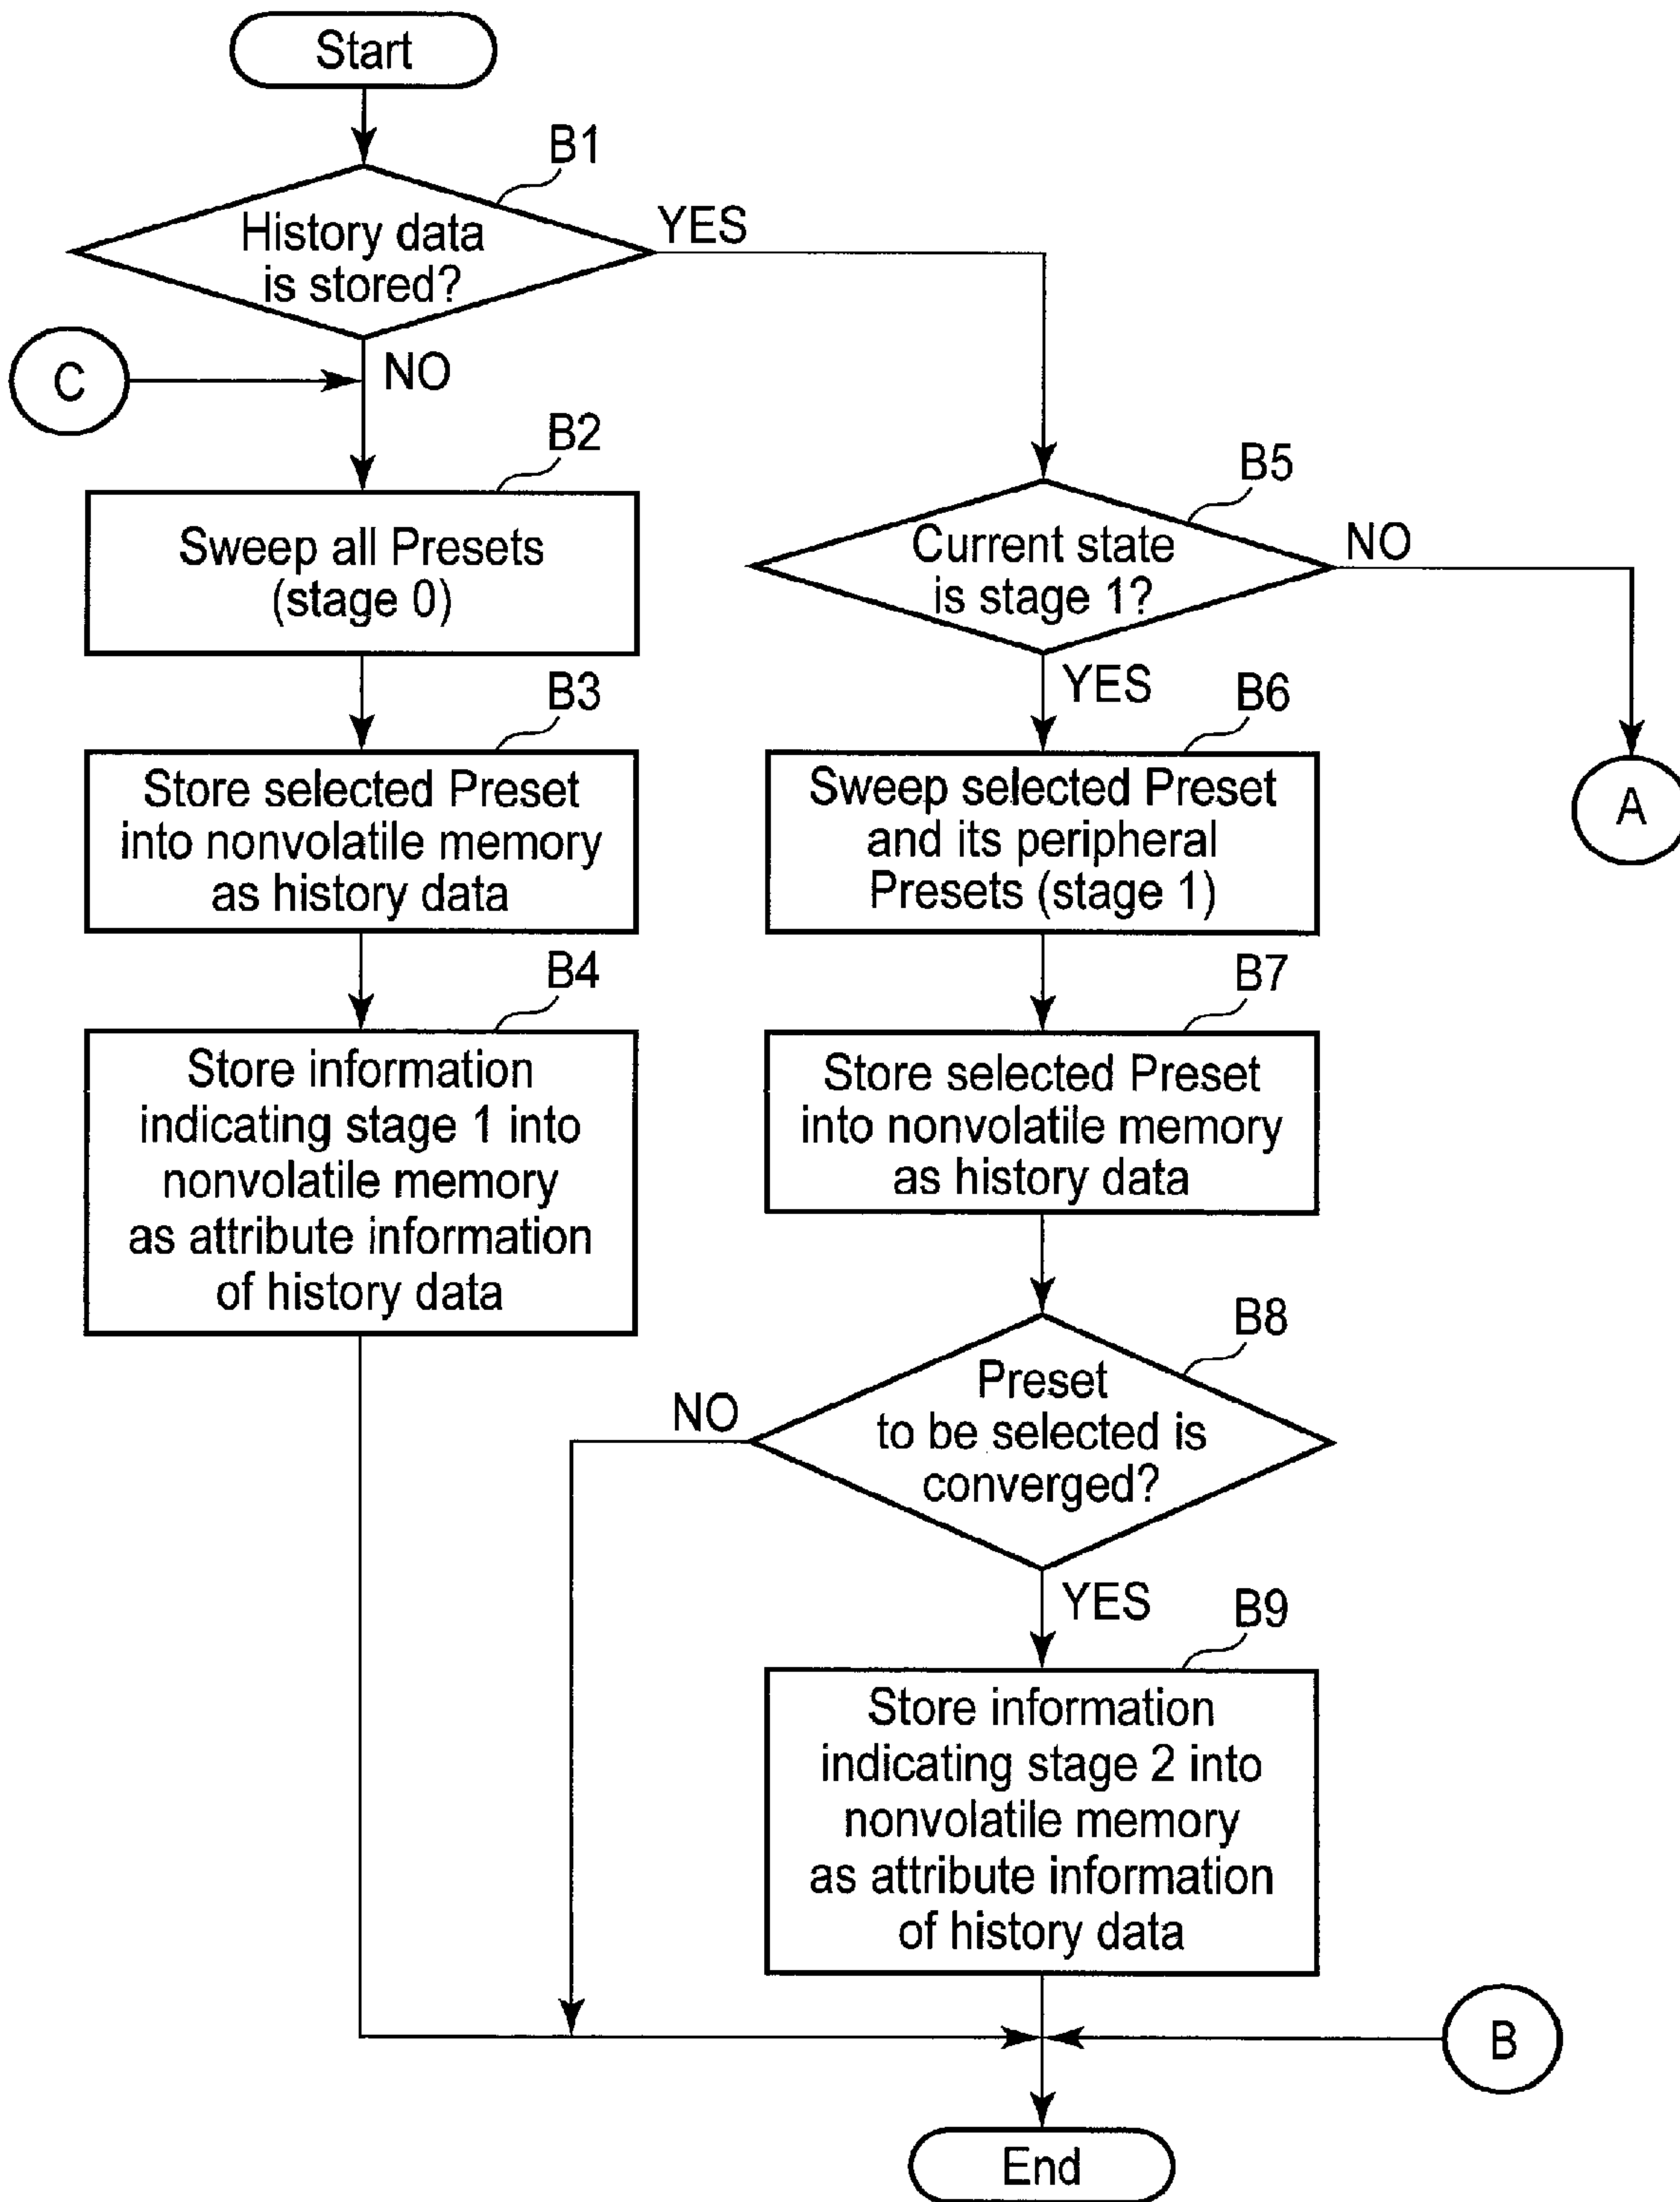 Start
B1
History data
is stored?
YES
C
NO
B2
Sweep all Presets
(stage 0)
B3
Store selected Preset
into nonvolatile memory
as history data
B4
Store information
indicating stage 1 into
nonvolatile memory
as attribute information
of history data
B5
Current state
is stage 1?
NO
A
YES
B6
Sweep selected Preset
and its peripheral
Presets (stage 1)
B7
Store selected Preset
into nonvolatile memory
as history data
B8
Preset
to be selected is
converged?
NO
YES
B9
Store information
indicating stage 2 into
nonvolatile memory
as attribute information
of history data
B
End